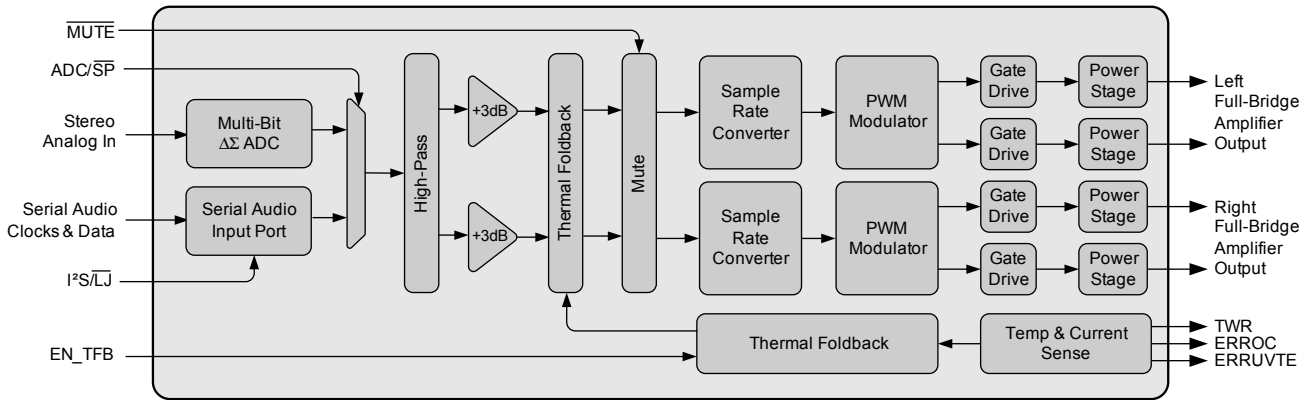 MUTE
ADC/SP
Stereo
Analog In
Serial Audio
Clocks & Data
I²S/LJ
EN_TFB
Multi-Bit
ΔΣ ADC
Serial Audio
Input Port
High-Pass
+3dB
+3dB
Thermal Foldback
Mute
Sample
Rate
Converter
PWM
Modulator
Gate
Drive
Power
Stage
Gate
Drive
Power
Stage
Left
Full-Bridge
Amplifier
Output
Sample
Rate
Converter
PWM
Modulator
Gate
Drive
Power
Stage
Gate
Drive
Power
Stage
Right
Full-Bridge
Amplifier
Output
Thermal Foldback
Temp & Current
Sense
TWR
ERROC
ERRUVTE